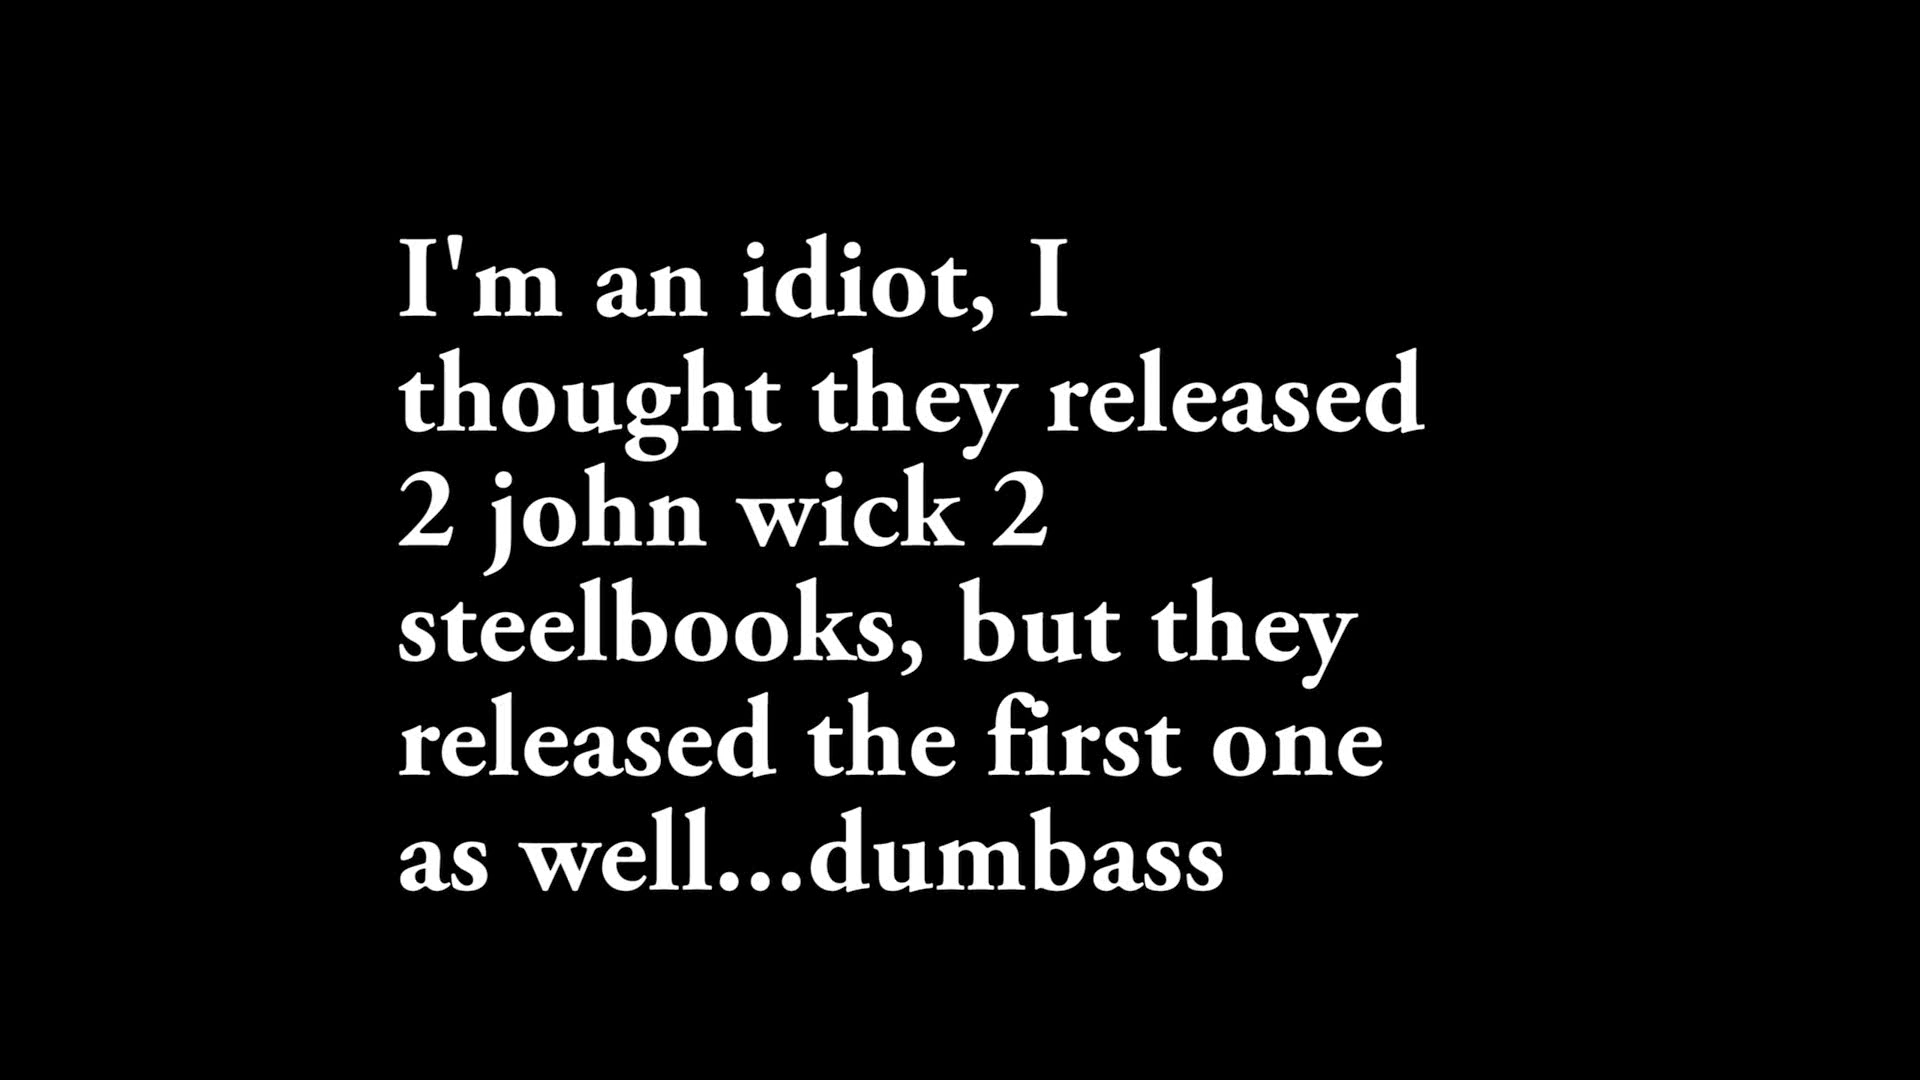 I'm an idiot, I
thought they released
2 john wick 2
steelbooks, but they
released the first one
as well...dumbass